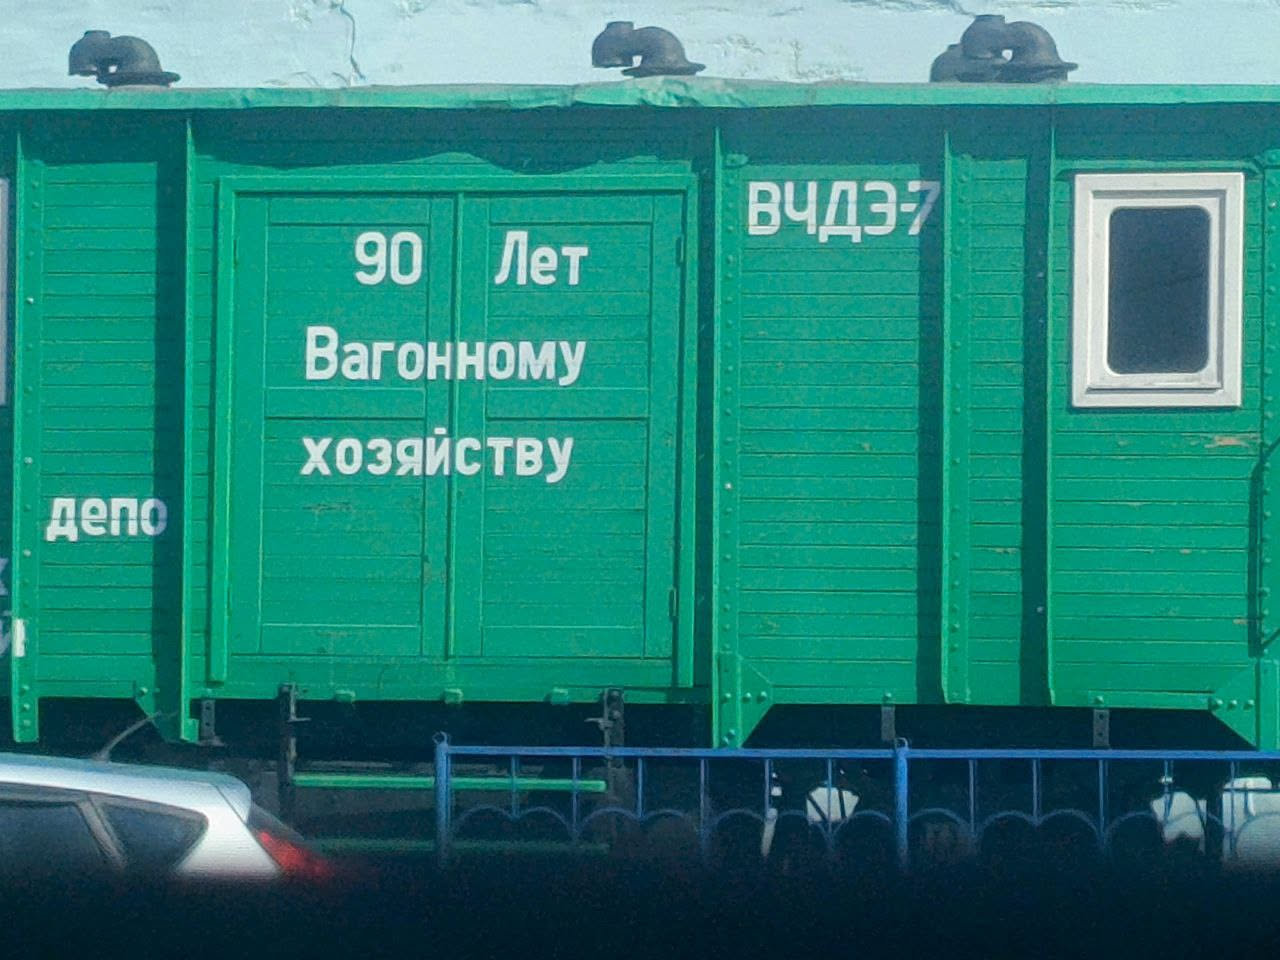 90 Лет
Вагонному
хозяйству
ВЧДЭ-7
депо